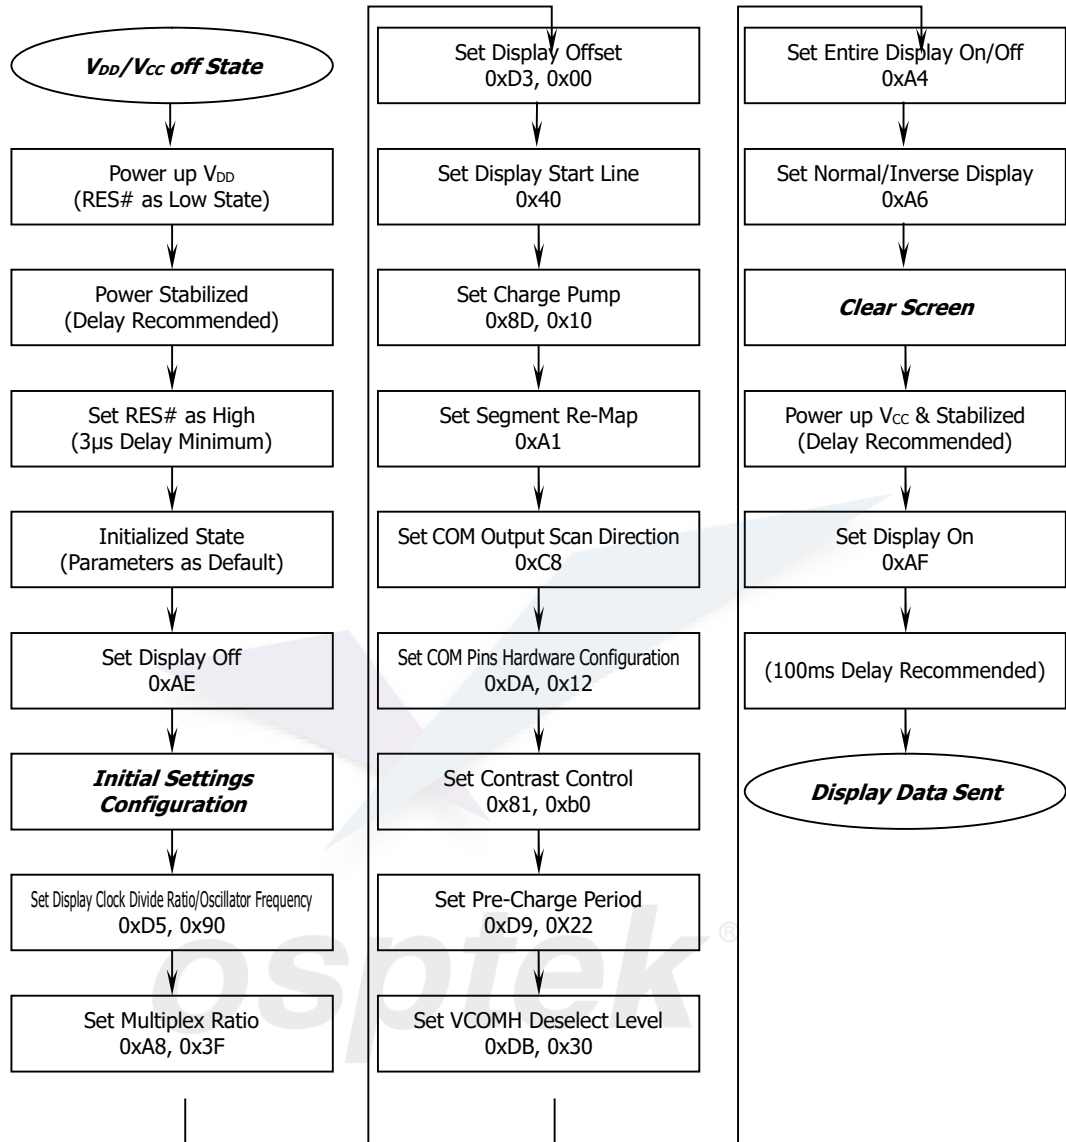 VDD/VCC off State
Power up VDD
(RES# as Low State)
Power Stabilized
(Delay Recommended)
Set RES# as High
(3μs Delay Minimum)
Initialized State
(Parameters as Default)
Set Display Off
0xAE
Initial Settings
Configuration
Set Display Clock Divide Ratio/Oscillator Frequency
0xD5, 0x90
Set Multiplex Ratio
0xA8, 0x3F
Set Display Offset
0xD3, 0x00
Set Display Start Line
0x40
Set Charge Pump
0x8D, 0x10
Set Segment Re-Map
0xA1
Set COM Output Scan Direction
0xC8
Set COM Pins Hardware Configuration
0xDA, 0x12
Set Contrast Control
0x81, 0xb0
Set Pre-Charge Period
0xD9, 0X22
Set VCOMH Deselect Level
0xDB, 0x30
Set Entire Display On/Off
0xA4
Set Normal/Inverse Display
0xA6
Clear Screen
Power up VCC & Stabilized
(Delay Recommended)
Set Display On
0xAF
(100ms Delay Recommended)
Display Data Sent
osptek®